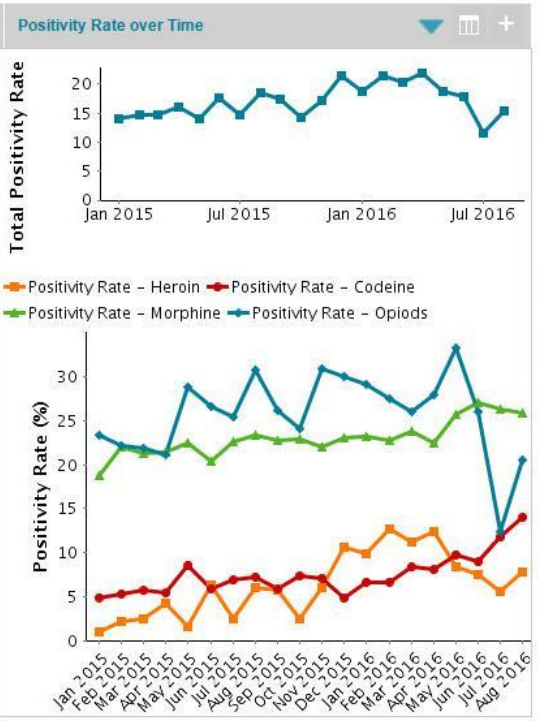 Positivity Rate over Time
Total Positivity Rate
20
15
10
5
0
Jan 2015 Jul 2015 Jan 2016 Jul 2016
Positivity Rate – Heroin Positivity Rate – Codeine
Positivity Rate – Morphine Positivity Rate – Opiods
Positivity Rate (%)
30
25
20
15
10
5
0
Jan 2015 Feb 2015 Mar 2015 Apr 2015 May 2015 Jun 2015 Jul 2015 Aug 2015 Sep 2015 Oct 2015 Nov 2015 Dec 2015 Jan 2016 Feb 2016 Mar 2016 Apr 2016 May 2016 Jun 2016 Jul 2016 Aug 2016